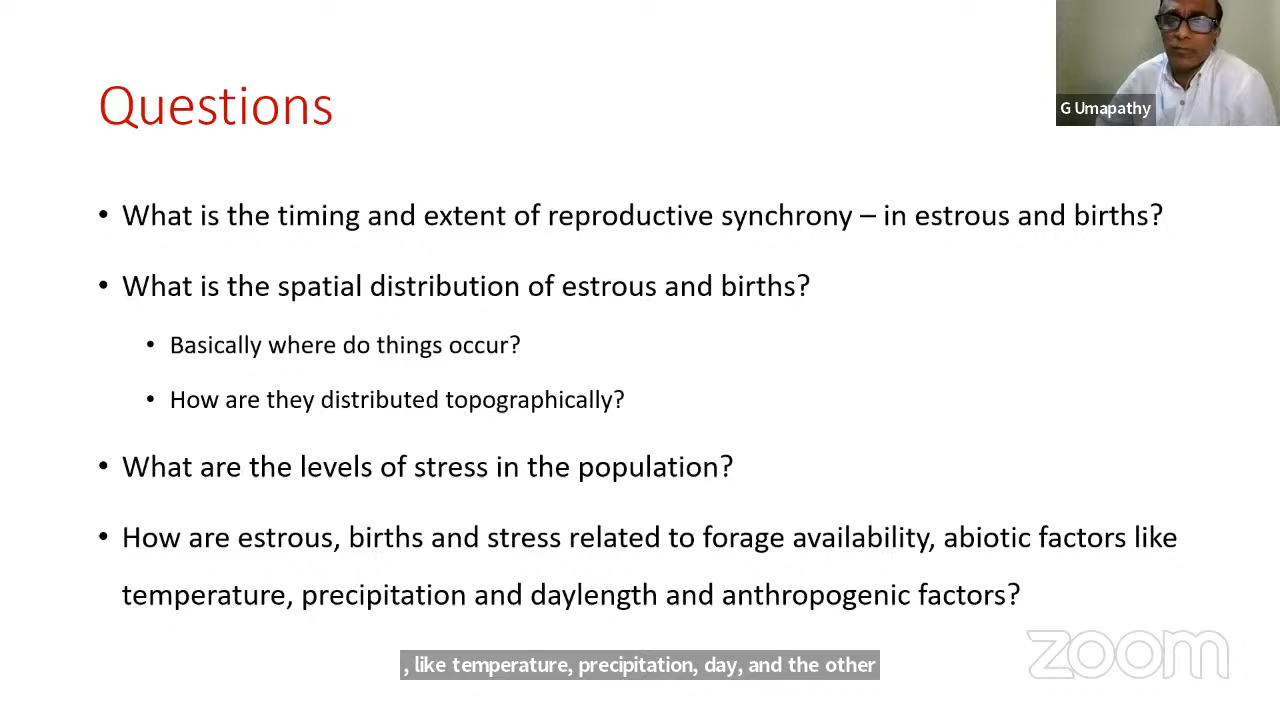 Questions
G Umapathy
• What is the timing and extent of reproductive synchrony – in estrous and births?
• What is the spatial distribution of estrous and births?
• Basically where do things occur?
• How are they distributed topographically?
• What are the levels of stress in the population?
• How are estrous, births and stress related to forage availability, abiotic factors like
temperature, precipitation and daylength and anthropogenic factors?
zoom
, like temperature, precipitation, day, and the other